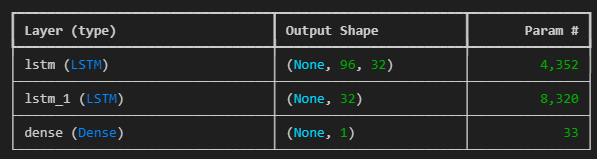 Layer (type) Output Shape Param #
lstm (LSTM) (None, 96, 32) 4,352
lstm_1 (LSTM) (None, 32) 8,320
dense (Dense) (None, 1) 33